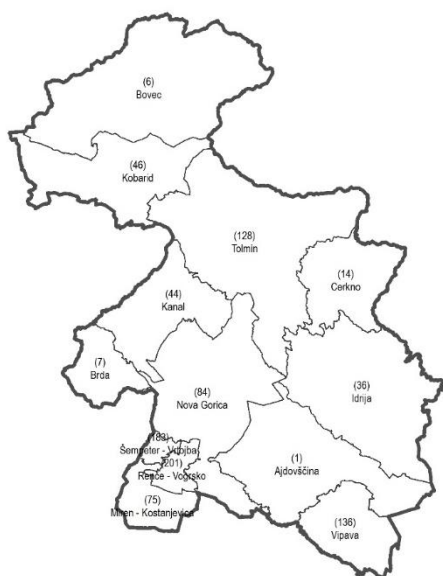 (6)
Bovec
(46)
Kobarid
(128)
Tolmin
(14)
Cerkno
(44)
Kanal
(7)
Brda
(84)
Nova Gorica
(36)
Idrija
(183)
Šempeter - Vrtojba
(201)
Renče - Vogrsko
(1)
Ajdovščina
(75)
Miren - Kostanjevica
(136)
Vipava